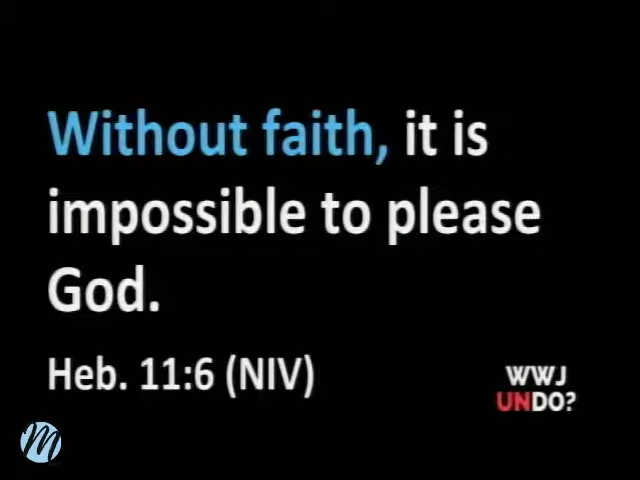 Without faith, it is
impossible to please
God.
Heb. 11:6 (NIV)
WWJ
UNDO?
M